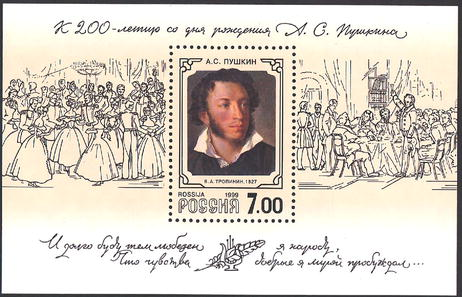 К 200-летию со дня рождения А. С. Пушкина
А.С. ПУШКИН
В. А. ТРОПИНИН, 1827
ROSSIJA 1999
РОССИЯ 7.00
И долго буду тем любезен я народу,
Что чувства добрые я лирой пробуждал...